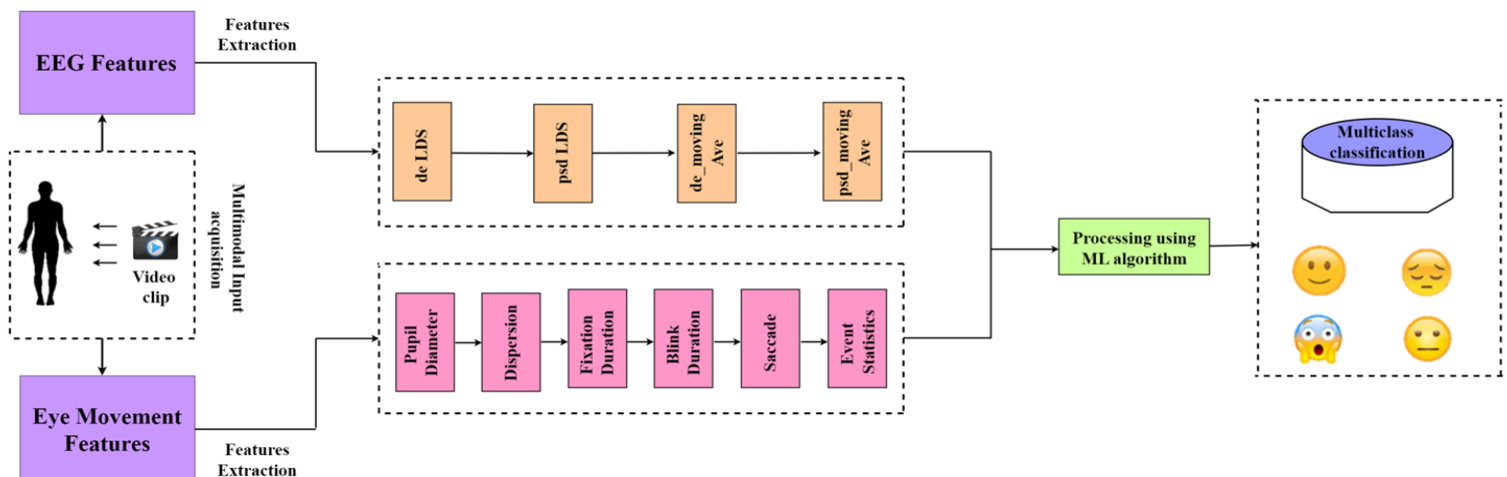 EEG Features
Features
Extraction
de LDS
psd LDS
de_moving
Ave
psd_moving
Ave
Multiclass
classification
Video
clip
Multimodal Input
acquisition
Processing using
ML algorithm
Pupil
Diameter
Dispersion
Fixation
Duration
Blink
Duration
Saccade
Event
Statistics
Eye Movement
Features
Features
Extraction